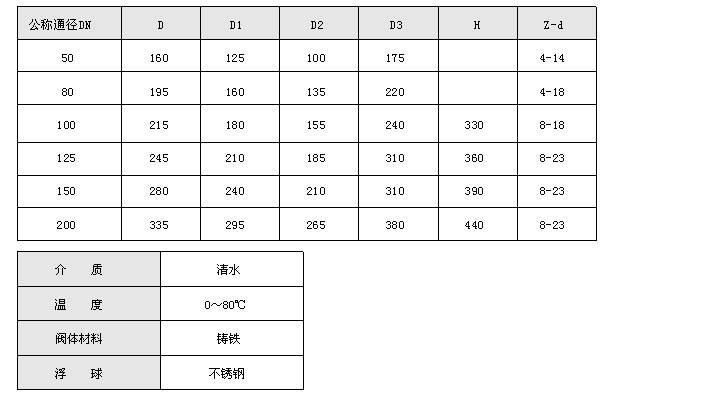 公称通径DN D D1 D2 D3 H Z-d
50 160 125 100 175 4-14
80 195 160 135 220 4-18
100 215 180 155 240 330 8-18
125 245 210 185 310 360 8-23
150 280 240 210 310 390 8-23
200 335 295 265 380 440 8-23
介 质 清水
温 度 0～80℃
阀体材料 铸铁
浮 球 不锈钢